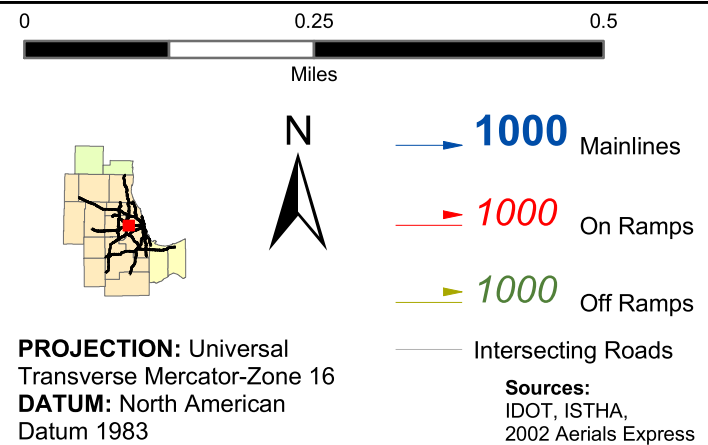 0 0.25 0.5
Miles
N
1000 Mainlines
1000 On Ramps
1000 Off Ramps
Intersecting Roads
PROJECTION: Universal
Transverse Mercator-Zone 16
DATUM: North American
Datum 1983
Sources:
IDOT, ISTHA,
2002 Aerials Express